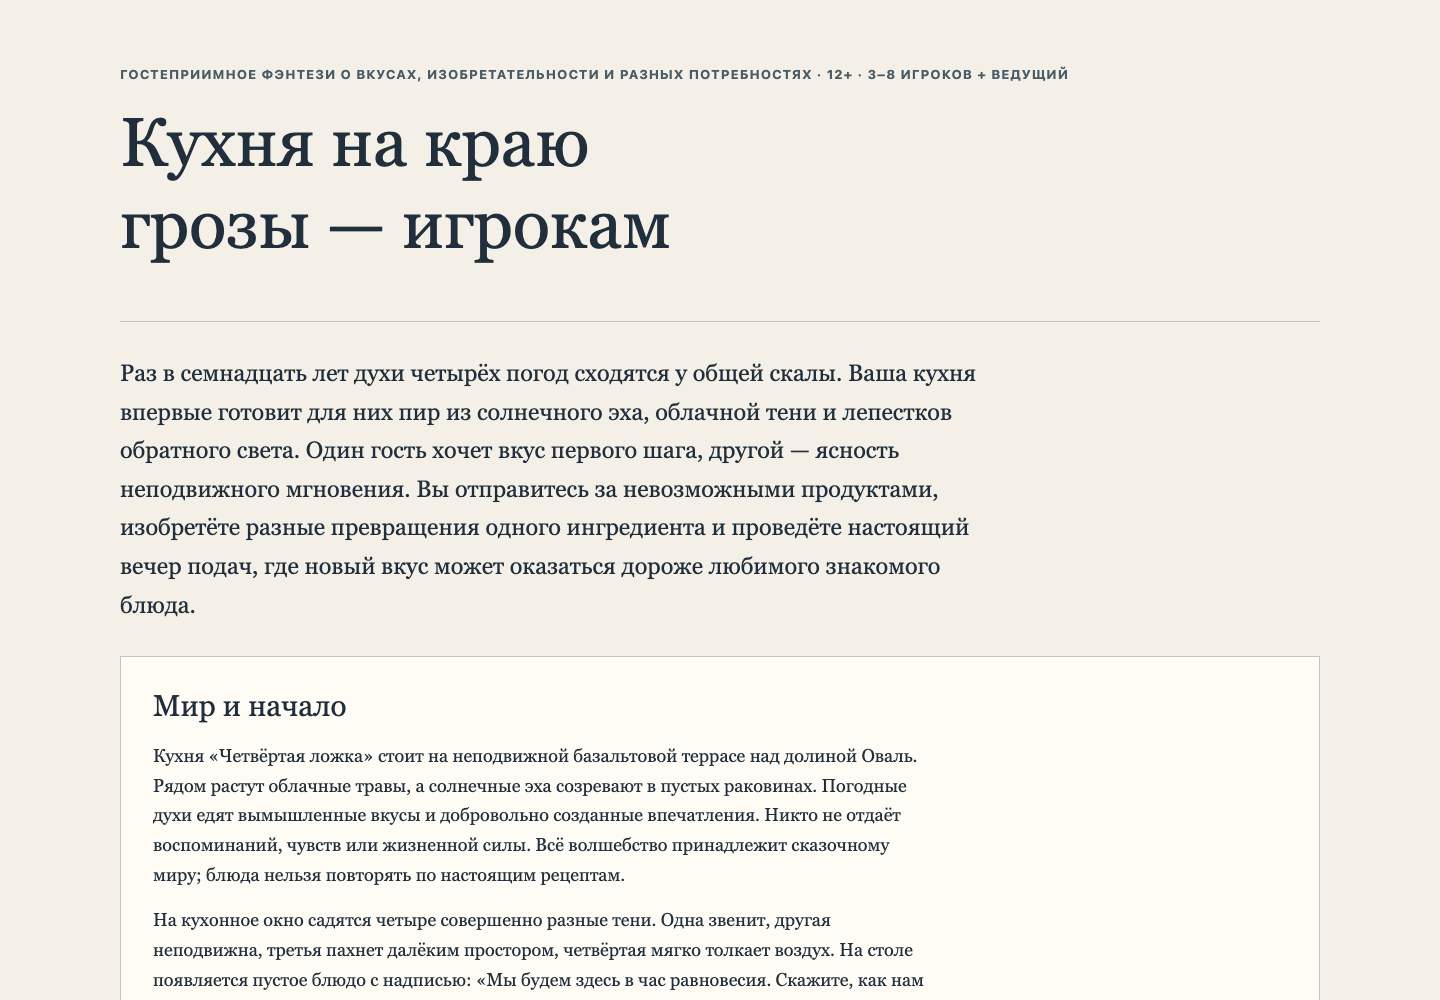 ГОСТЕПРИИМНОЕ ФЭНТЕЗИ О ВКУСАХ, ИЗОБРЕТАТЕЛЬНОСТИ И РАЗНЫХ ПОТРЕБНОСТЯХ · 12+ · 3–8 ИГРОКОВ + ВЕДУЩИЙ
Кухня на краю
грозы — игрокам
Раз в семнадцать лет духи четырёх погод сходятся у общей скалы. Ваша кухня
впервые готовит для них пир из солнечного эха, облачной тени и лепестков
обратного света. Один гость хочет вкус первого шага, другой — ясность
неподвижного мгновения. Вы отправитесь за невозможными продуктами,
изобретёте разные превращения одного ингредиента и проведёте настоящий
вечер подач, где новый вкус может оказаться дороже любимого знакомого
блюда.
Мир и начало
Кухня «Четвёртая ложка» стоит на неподвижной базальтовой террасе над долиной Оваль.
Рядом растут облачные травы, а солнечные эха созревают в пустых раковинах. Погодные
духи едят вымышленные вкусы и добровольно созданные впечатления. Никто не отдаёт
воспоминаний, чувств или жизненной силы. Всё волшебство принадлежит сказочному
миру; блюда нельзя повторять по настоящим рецептам.
На кухонное окно садятся четыре совершенно разные тени. Одна звенит, другая
неподвижна, третья пахнет далёким простором, четвёртая мягко толкает воздух. На столе
появляется пустое блюдо с надписью: «Мы будем здесь в час равновесия. Скажите, как нам